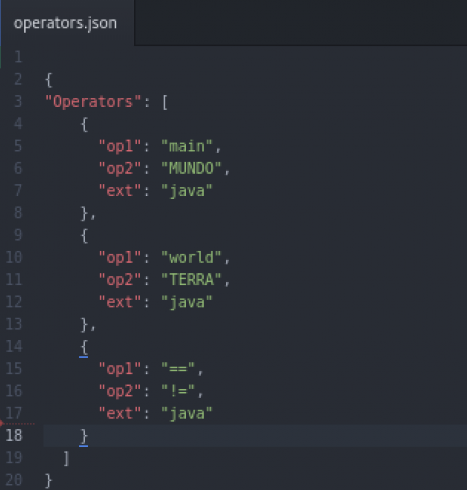 operators.json
1
2 {
3 "Operators": [
4 {
5 "op1": "main",
6 "op2": "MUNDO",
7 "ext": "java"
8 },
9 {
10 "op1": "world",
11 "op2": "TERRA",
12 "ext": "java"
13 },
14 {
15 "op1": "==",
16 "op2": "!=",
17 "ext": "java"
18 }
19 ]
20 }